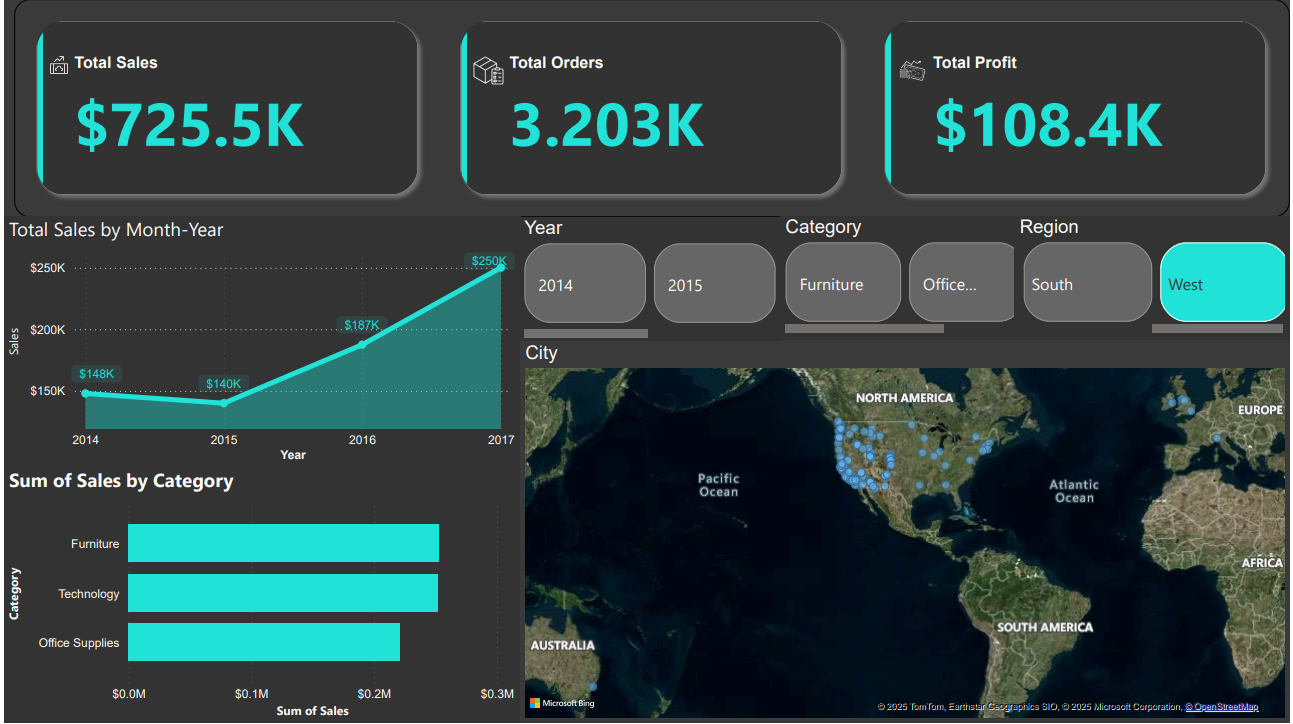 Total Sales
$725.5K
Total Orders
3.203K
Total Profit
$108.4K
Total Sales by Month-Year
$250K
$200K
$150K
Sales
$148K
$140K
$187K
$250K
2014
2015
2016
2017
Year
Sum of Sales by Category
Category
Furniture
Technology
Office Supplies
$0.0M
$0.1M
$0.2M
$0.3M
Sum of Sales
Year
2014
2015
Category
Furniture
Office...
Region
South
West
City
NORTH AMERICA
EUROPE
Pacific
Ocean
Atlantic
Ocean
AFRICA
SOUTH AMERICA
AUSTRALIA
Microsoft Bing
© 2025 TomTom, Earthstar Geographics SIO, © 2025 Microsoft Corporation, © OpenStreetMap